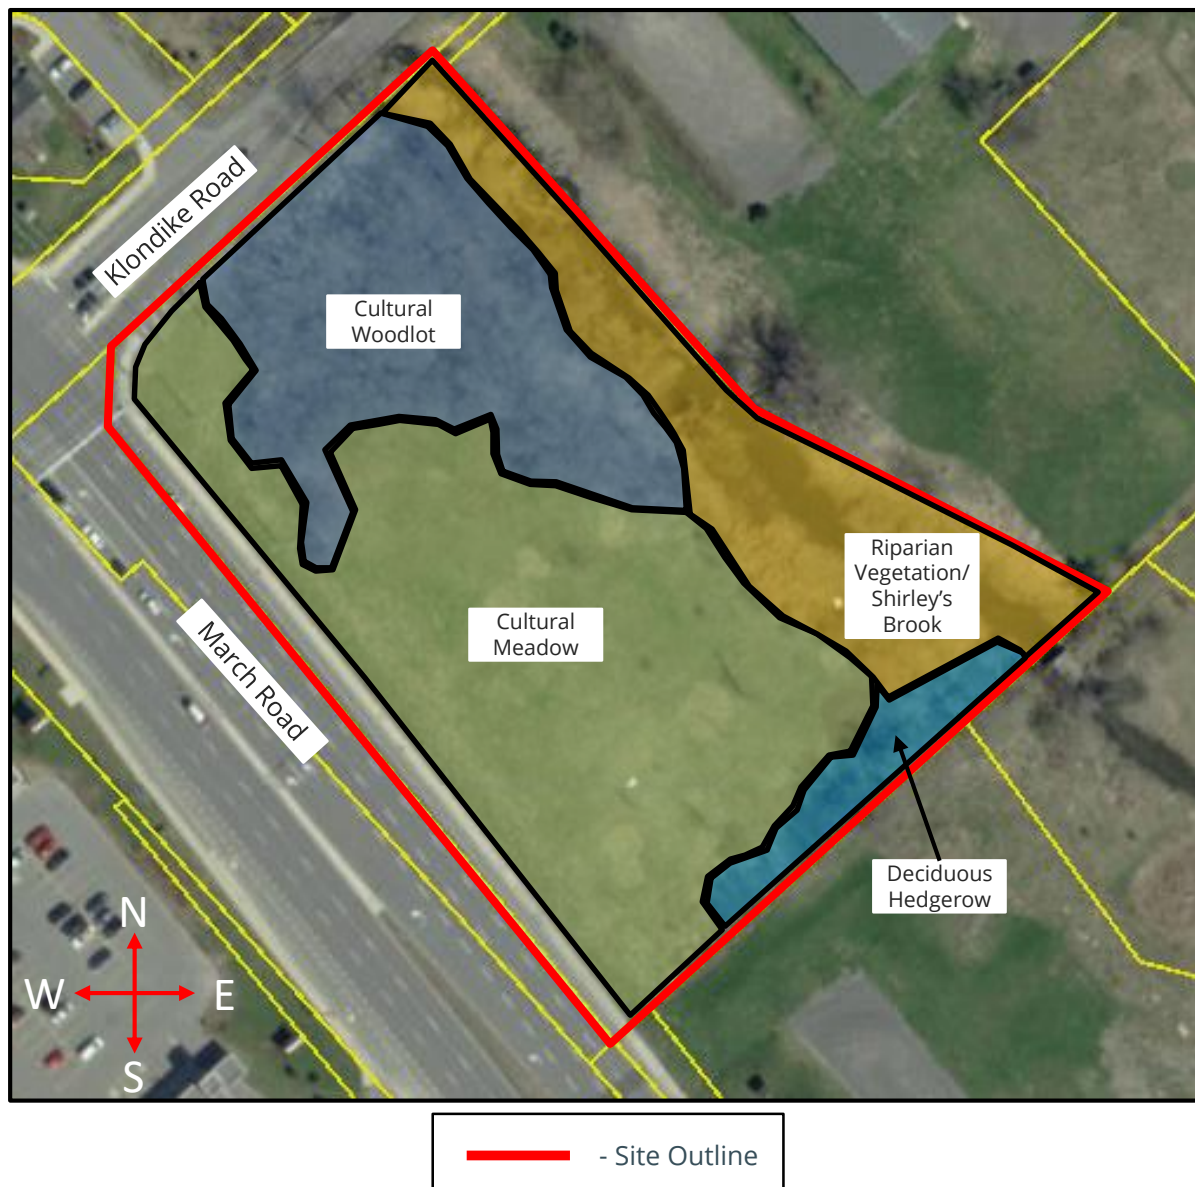 Klondike Road
Cultural
Woodlot
Riparian
Vegetation/
Shirley's
Brook
Cultural
Meadow
March Road
Deciduous
Hedgerow
N
W E
S
- Site Outline